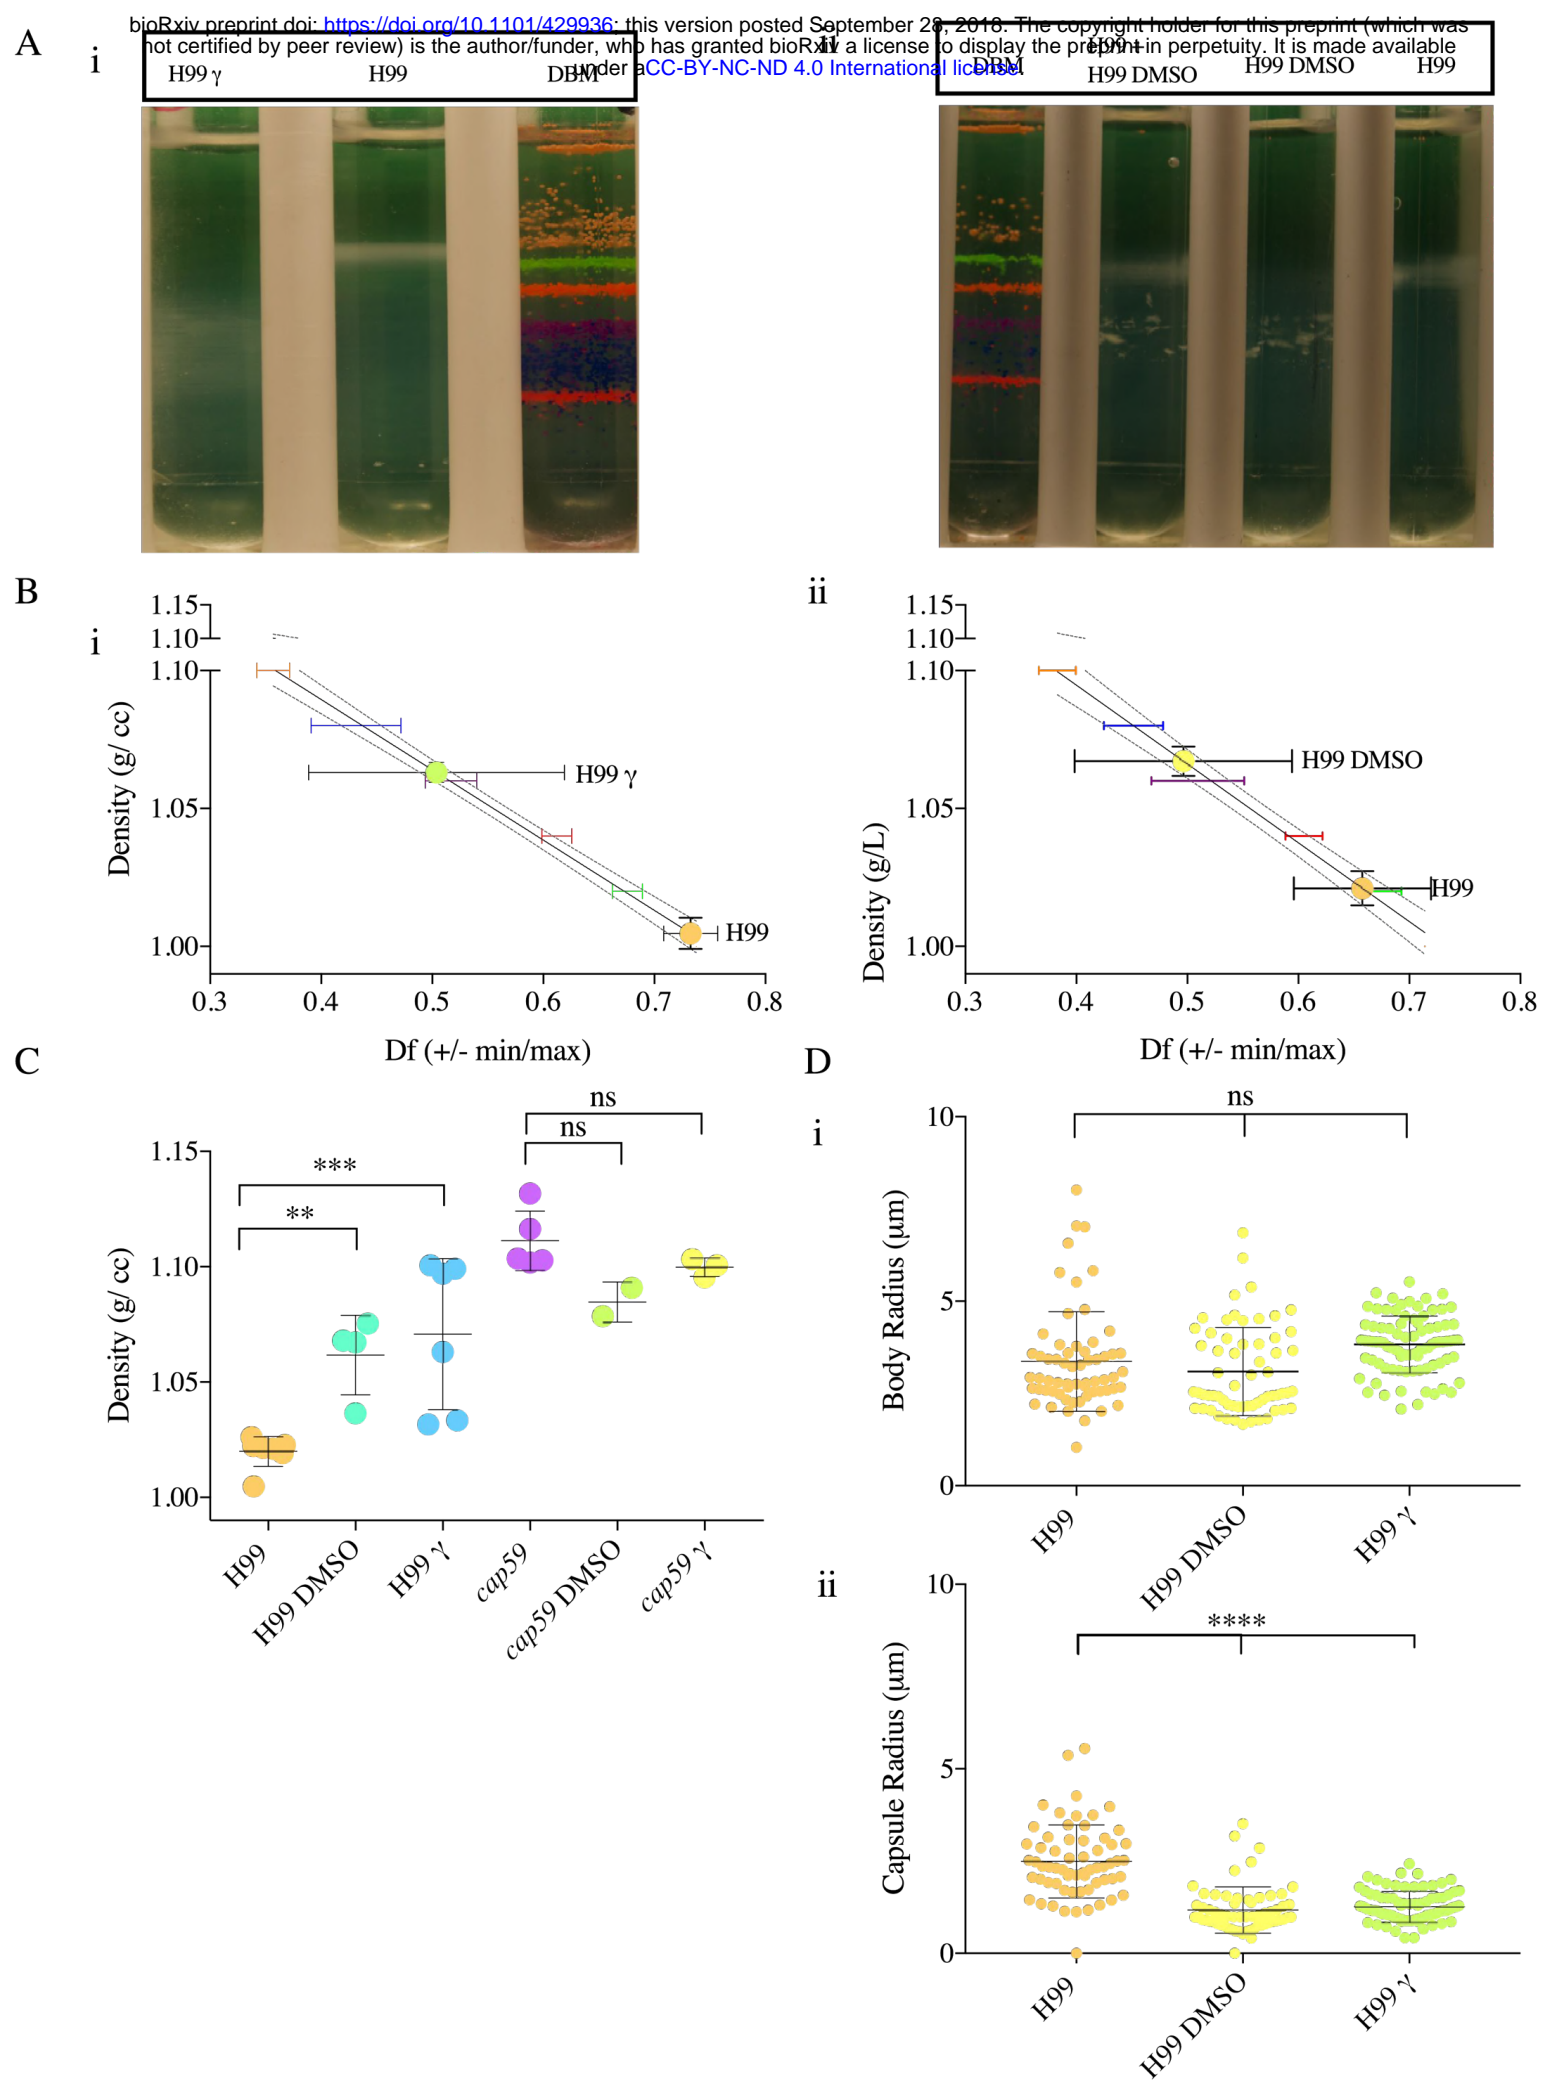 bioRxiv preprint doi: https://doi.org/10.1101/429936; this version posted September 28, 2018. The copyright holder for this preprint (which was
not certified by peer review) is the author/funder, who has granted bioRxiv a license to display the preprint in perpetuity. It is made available
under aCC-BY-NC-ND 4.0 International license.
A
i
H99 γ
H99
DBM
ii
DBM
H99 +
H99 DMSO
H99 DMSO
H99
B
i
1.15
1.10
1.10
1.05
1.00
Density (g/ cc)
H99 γ
H99
0.3 0.4 0.5 0.6 0.7 0.8
Df (+/- min/max)
ii
1.15
1.10
1.10
1.05
1.00
Density (g/L)
H99 DMSO
H99
0.3 0.4 0.5 0.6 0.7 0.8
Df (+/- min/max)
C
1.15
1.10
1.05
1.00
Density (g/ cc)
***
**
ns
ns
H99
H99 DMSO
H99 γ
cap59
cap59 DMSO
cap59 γ
D
i
10
5
0
Body Radius (µm)
ns
H99
H99 DMSO
H99 γ
ii
10
5
0
Capsule Radius (µm)
****
H99
H99 DMSO
H99 γ